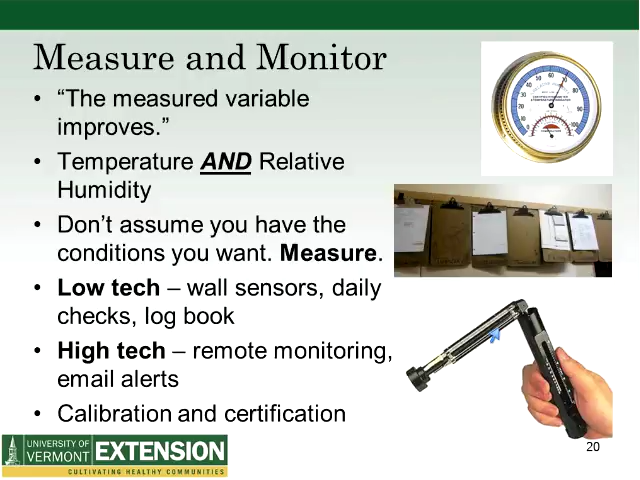 Measure and Monitor
• “The measured variable
improves.”
• Temperature AND Relative
Humidity
• Don’t assume you have the
conditions you want. Measure.
• Low tech – wall sensors, daily
checks, log book
• High tech – remote monitoring,
email alerts
• Calibration and certification
UNIVERSITY OF
VERMONT
EXTENSION
CULTIVATING HEALTHY COMMUNITIES
20